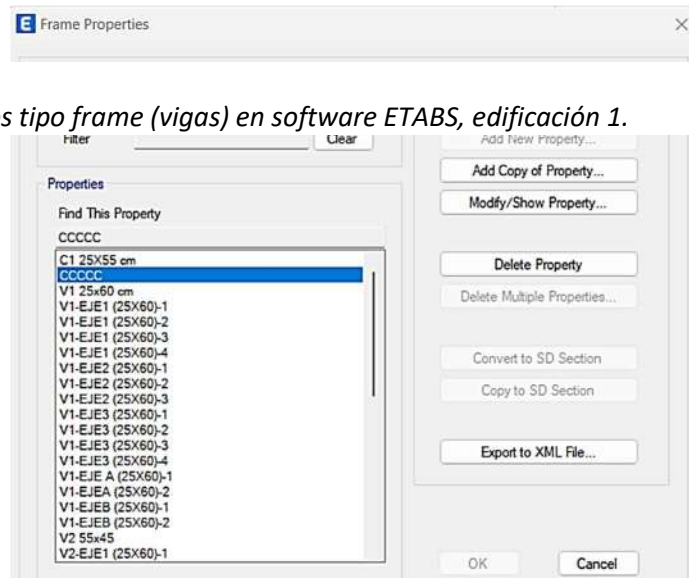 Frame Properties
s tipo frame (vigas) en software ETABS, edificación 1.
Filter
Clear
Add New Property...
Properties
Find This Property
CCCCC
C1 25X55 cm
CCCCC
V1 25x60 cm
V1-EJE1 (25X60)-1
V1-EJE1 (25X60)-2
V1-EJE1 (25X60)-3
V1-EJE1 (25X60)-4
V1-EJE2 (25X60)-1
V1-EJE2 (25X60)-2
V1-EJE2 (25X60)-3
V1-EJE3 (25X60)-1
V1-EJE3 (25X60)-2
V1-EJE3 (25X60)-3
V1-EJE3 (25X60)-4
V1-EJE A (25X60)-1
V1-EJEA (25X60)-2
V1-EJEB (25X60)-1
V1-EJEB (25X60)-2
V2 55x45
V2-EJE1 (25X60)-1
Add Copy of Property...
Modify/Show Property...
Delete Property
Delete Multiple Properties...
Convert to SD Section
Copy to SD Section
Export to XML File...
OK
Cancel